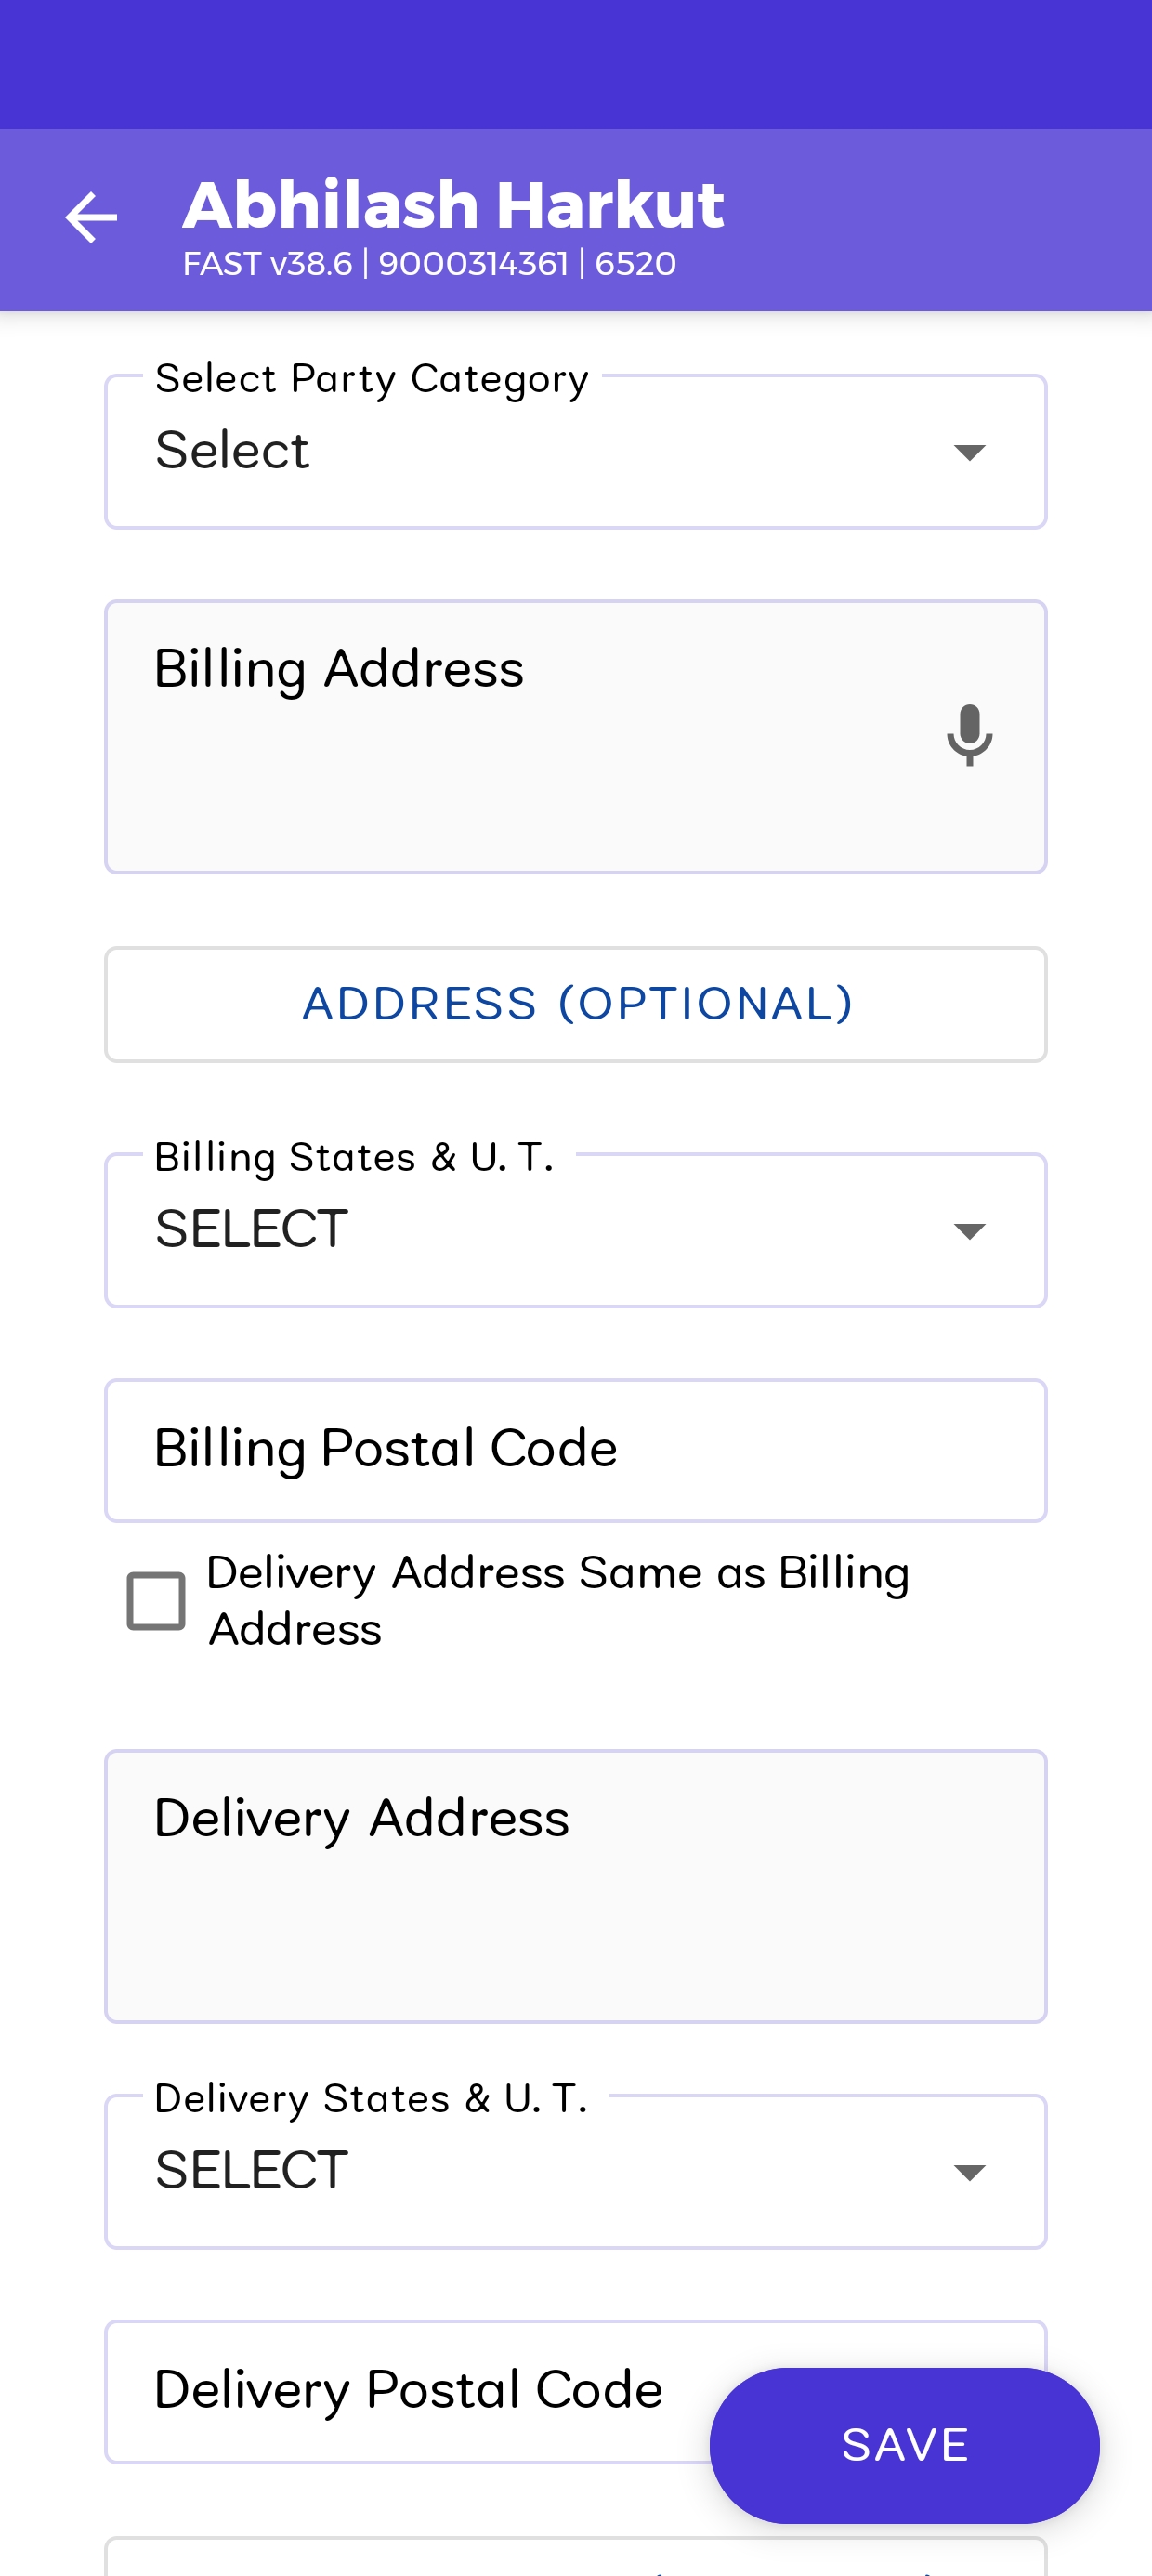 Abhilash Harkut
FAST v38.6 | 9000314361 | 6520
Select Party Category
Select
Billing Address
ADDRESS (OPTIONAL)
Billing States & U. T.
SELECT
Billing Postal Code
Delivery Address Same as Billing
Address
Delivery Address
Delivery States & U. T.
SELECT
Delivery Postal Code
SAVE